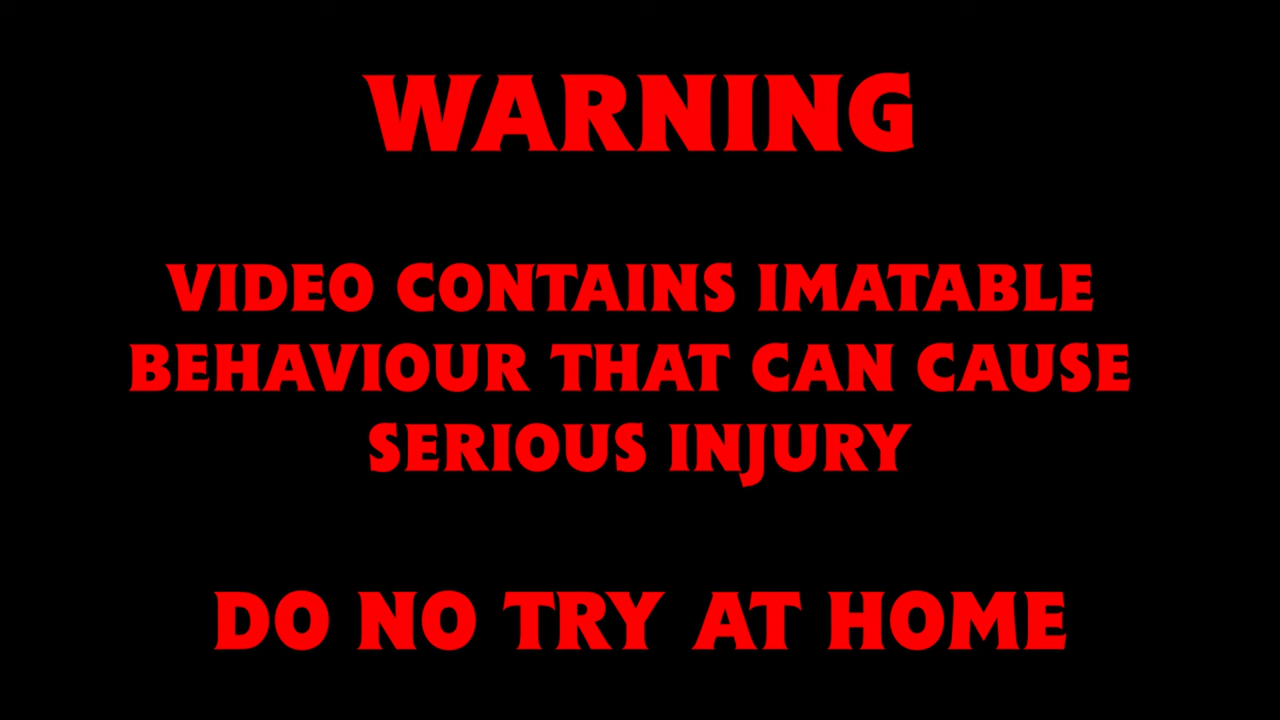 WARNING
VIDEO CONTAINS IMATABLE
BEHAVIOUR THAT CAN CAUSE
SERIOUS INJURY
DO NO TRY AT HOME